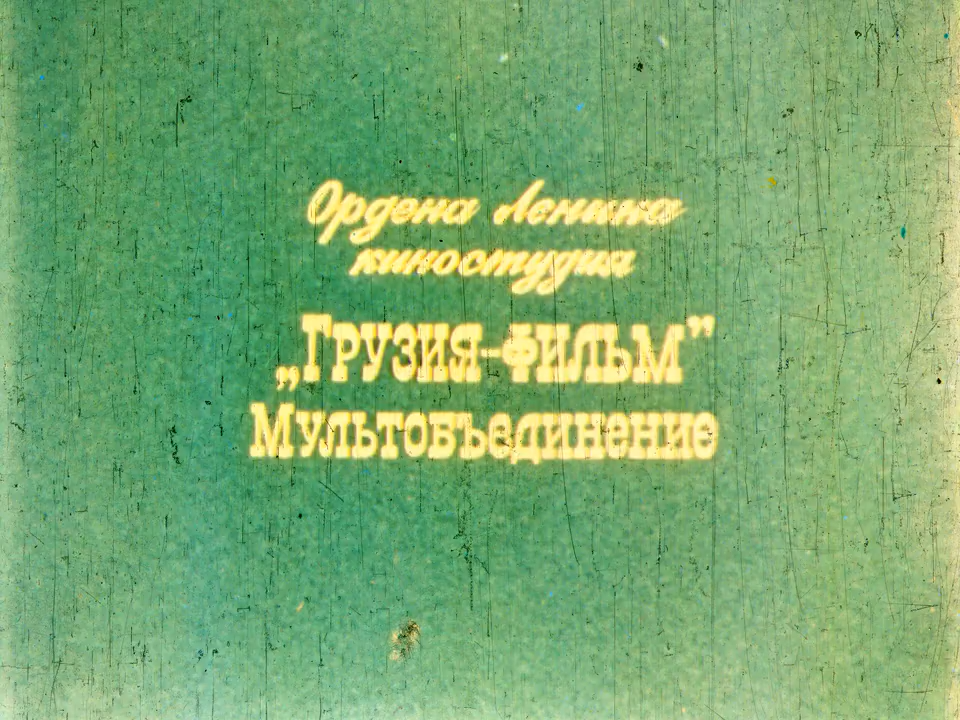 Ордена Ленина
киностудия
„Грузия-фильм”
Мультобъединение